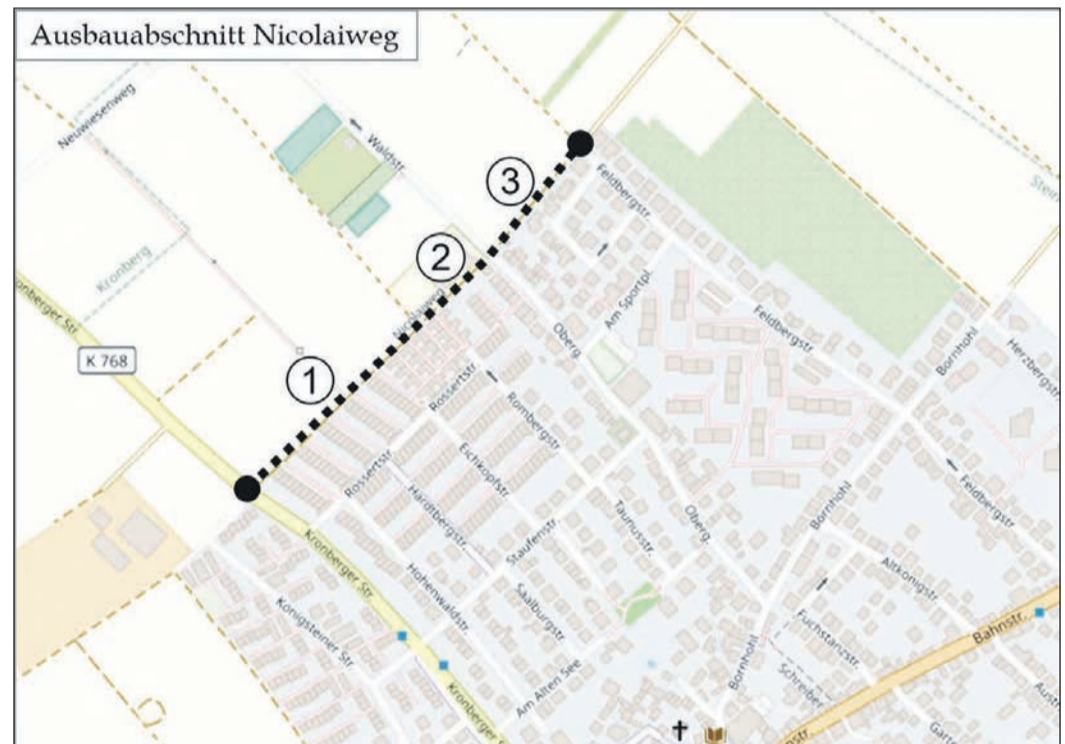 Ausbauabschnitt Nicolaiweg
Neuwiesenweg
Waldstr.
3
Feldbergstr.
Kronberg
2
Am Sportpl.
Nicolaiweg
Oberg.
Feldbergstr
Bornhohl
Herzbergstr.
K 768
1
Rossertstr
Rombergstr.
Rossertstr.
Eichkopfstr.
Hardtbergstr.
Staufenstr.
Taunusstr.
Oberg.
Bornhohl
Feldbergstr.
Kronberger Str.
Hohenwaldstr.
Saalburgstr.
Altkönigstr.
Königsteiner Str.
Fuchstanzstr.
Bahnstr.
Am Alten See
Bornhohl
Schreiber
Kronberger